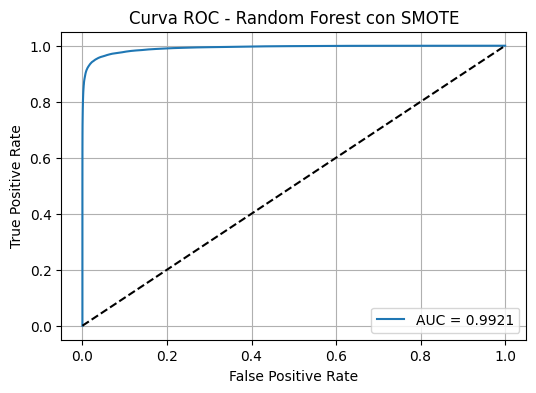 Curva ROC - Random Forest con SMOTE
True Positive Rate
1.0
0.8
0.6
0.4
0.2
0.0
AUC = 0.9921
0.0 0.2 0.4 0.6 0.8 1.0
False Positive Rate